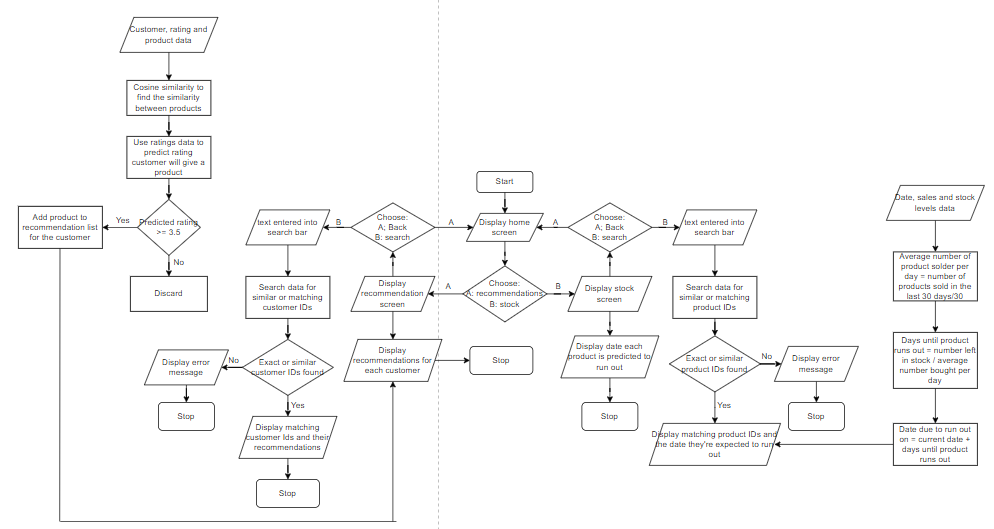 Customer, rating and
product data
Cosine similarity to
find the similarity
between products
Use ratings data to
predict rating
customer will give a
product
Predicted rating
>= 3.5
Yes
No
Add product to
recommendation list
for the customer
Discard
text entered into
search bar
B
Choose:
A; Back
B: search
A
Search data for
similar or matching
customer IDs
Display
recommendation
screen
Exact or similar
customer IDs found
No
Yes
Display error
message
Stop
Display matching
customer Ids and their
recommendations
Stop
Display
recommendations for
each customer
Stop
Start
Display home
screen
Choose:
A: recommendations
B: stock
A
B
A
Choose:
A: Back
B: search
B
text entered into
search bar
Display stock
screen
Search data for
similar or matching
product IDs
Display date each
product is predicted to
run out
Stop
Exact or similar
product IDs found
No
Yes
Display error
message
Stop
Display matching product IDs and
the date they're expected to run
out
Date, sales and stock
levels data
Average number of
product solder per
day = number of
products sold in the
last 30 days/30
Days until product
runs out = number left
in stock / average
number bought per
day
Date due to run out
on = current date +
days until product
runs out